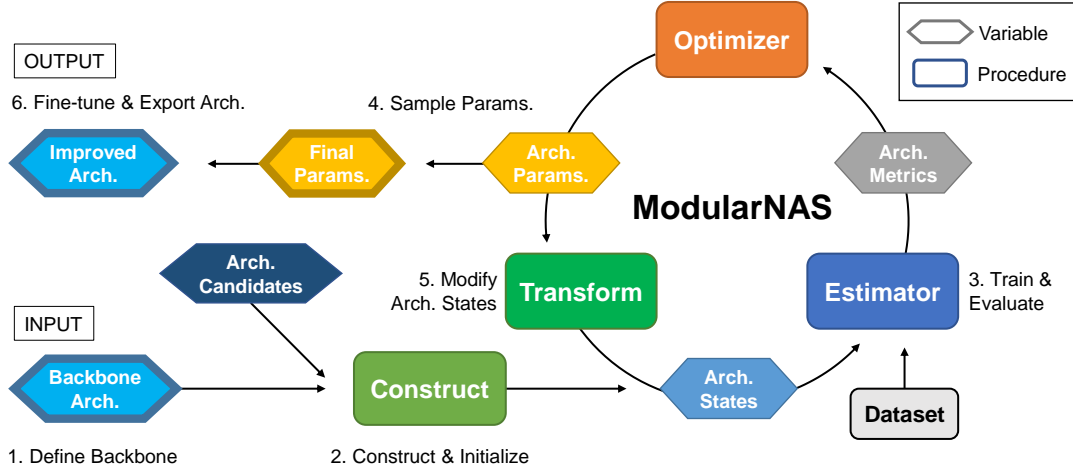 OUTPUT
6. Fine-tune & Export Arch.
Improved
Arch.
Final
Params.
4. Sample Params.
Arch.
Params.
Optimizer
Variable
Procedure
Arch.
Metrics
ModularNAS
Arch.
Candidates
5. Modify
Arch. States
Transform
Estimator
3. Train &
Evaluate
INPUT
Backbone
Arch.
Construct
Arch.
States
Dataset
1. Define Backbone
2. Construct & Initialize